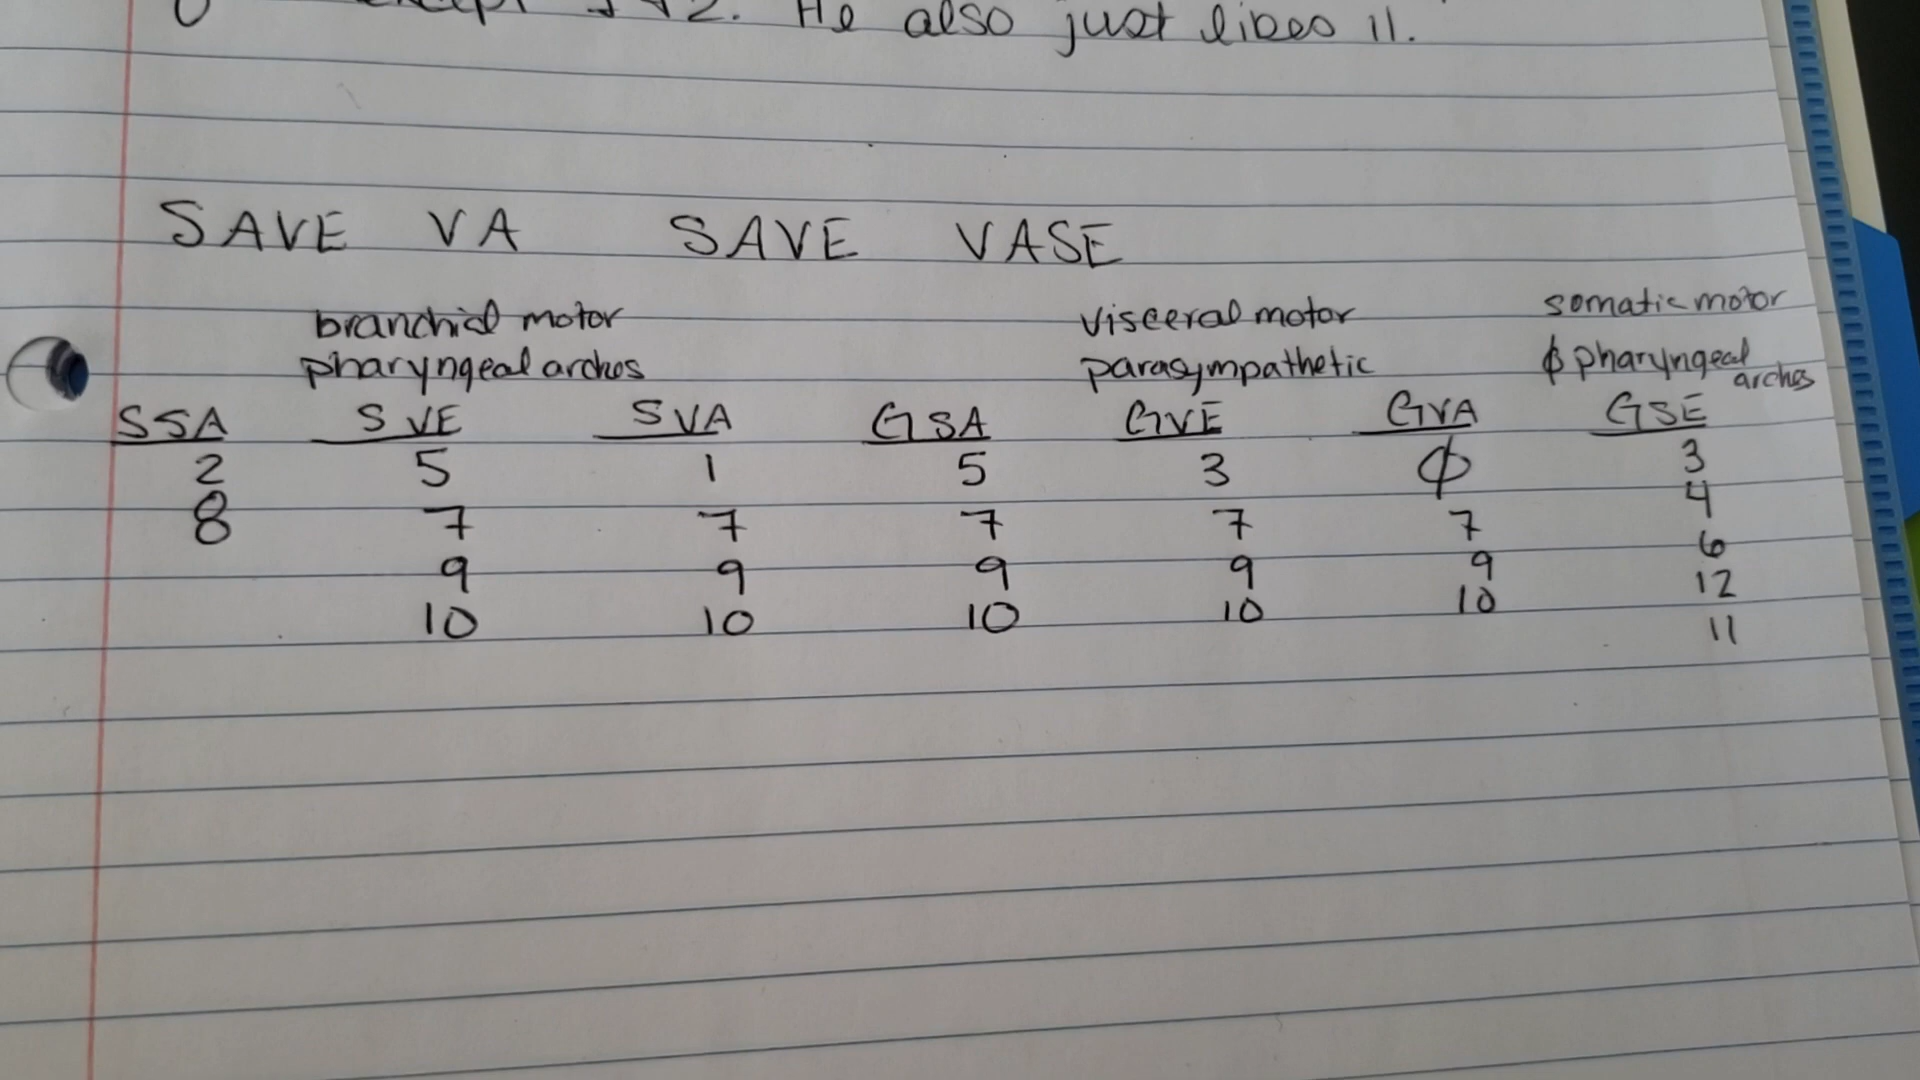 He also just likes 11.
SAVE VA SAVE VASE
branchial motor visceral motor somatic motor
pharyngeal arches parasympathetic ϕ pharyngeal arches
SSA SVE SVA GSA GVE GVA GSE
2 5 1 5 3 ϕ 3
4
8 7 7 7 7 7
6
9 9 9 9 9
12
10 10 10 10 10
11